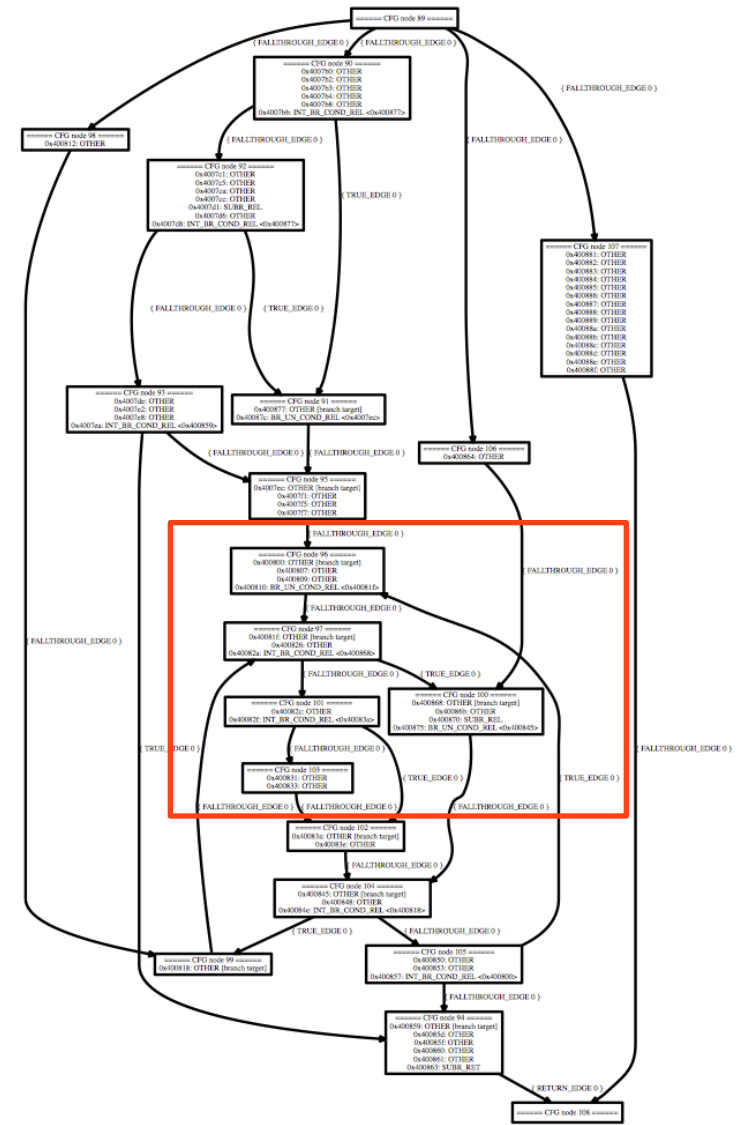 ====== CFG node 89 ======
{ FALLTHROUGH_EDGE 0 }
{ FALLTHROUGH_EDGE 0 }
====== CFG node 90 ======
0x4007b0: OTHER
0x4007b2: OTHER
0x4007b3: OTHER
0x4007b4: OTHER
0x4007b8: OTHER
0x4007bb: INT_BR_COND_REL <0x400877>
{ FALLTHROUGH_EDGE 0 }
====== CFG node 98 ======
0x400812: OTHER
{ FALLTHROUGH_EDGE 0 }
{ FALLTHROUGH_EDGE 0 }
====== CFG node 92 ======
0x4007c1: OTHER
0x4007c5: OTHER
0x4007ca: OTHER
0x4007cc: OTHER
0x4007d1: SUBR_REL
0x4007d6: OTHER
0x4007d8: INT_BR_COND_REL <0x400877>
{ TRUE_EDGE 0 }
====== CFG node 107 ======
0x400881: OTHER
0x400882: OTHER
0x400883: OTHER
0x400884: OTHER
0x400885: OTHER
0x400886: OTHER
0x400887: OTHER
0x400888: OTHER
0x400889: OTHER
0x40088a: OTHER
0x40088b: OTHER
0x40088c: OTHER
0x40088d: OTHER
0x40088e: OTHER
0x40088f: OTHER
{ FALLTHROUGH_EDGE 0 }
{ TRUE_EDGE 0 }
====== CFG node 93 ======
0x4007de: OTHER
0x4007e2: OTHER
0x4007e8: OTHER
0x4007ea: INT_BR_COND_REL <0x400859>
====== CFG node 91 ======
0x400877: OTHER [branch target]
0x40087c: BR_UN_COND_REL <0x4007ec>
====== CFG node 106 ======
0x400864: OTHER
{ FALLTHROUGH_EDGE 0 }
{ FALLTHROUGH_EDGE 0 }
====== CFG node 95 ======
0x4007ec: OTHER [branch target]
0x4007f1: OTHER
0x4007f5: OTHER
0x4007f7: OTHER
{ FALLTHROUGH_EDGE 0 }
====== CFG node 96 ======
0x400800: OTHER [branch target]
0x400807: OTHER
0x400809: OTHER
0x400810: BR_UN_COND_REL <0x40081f>
{ FALLTHROUGH_EDGE 0 }
{ FALLTHROUGH_EDGE 0 }
====== CFG node 97 ======
0x40081f: OTHER [branch target]
0x400826: OTHER
0x40082a: INT_BR_COND_REL <0x400868>
{ FALLTHROUGH_EDGE 0 }
{ FALLTHROUGH_EDGE 0 }
{ TRUE_EDGE 0 }
====== CFG node 101 ======
0x40082c: OTHER
0x40082f: INT_BR_COND_REL <0x40083a>
====== CFG node 100 ======
0x400868: OTHER [branch target]
0x40086b: OTHER
0x400870: SUBR_REL
0x400875: BR_UN_COND_REL <0x400845>
{ TRUE_EDGE 0 }
{ FALLTHROUGH_EDGE 0 }
{ FALLTHROUGH_EDGE 0 }
====== CFG node 103 ======
0x400831: OTHER
0x400833: OTHER
{ TRUE_EDGE 0 }
{ TRUE_EDGE 0 }
{ FALLTHROUGH_EDGE 0 }
{ FALLTHROUGH_EDGE 0 }
{ FALLTHROUGH_EDGE 0 }
====== CFG node 102 ======
0x40083a: OTHER [branch target]
0x40083e: OTHER
{ FALLTHROUGH_EDGE 0 }
====== CFG node 104 ======
0x400845: OTHER [branch target]
0x400848: OTHER
0x40084e: INT_BR_COND_REL <0x400818>
{ TRUE_EDGE 0 }
{ FALLTHROUGH_EDGE 0 }
====== CFG node 99 ======
0x400818: OTHER [branch target]
====== CFG node 105 ======
0x400850: OTHER
0x400853: OTHER
0x400857: INT_BR_COND_REL <0x400800>
{ FALLTHROUGH_EDGE 0 }
====== CFG node 94 ======
0x400859: OTHER [branch target]
0x40085d: OTHER
0x40085f: OTHER
0x400860: OTHER
0x400861: OTHER
0x400863: SUBR_RET
{ RETURN_EDGE 0 }
====== CFG node 108 ======